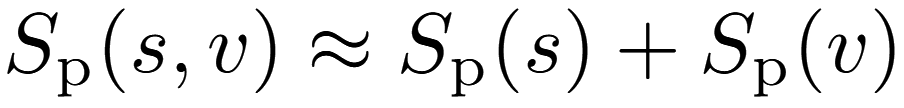 S_p(s, v) ≈ S_p(s) + S_p(v)